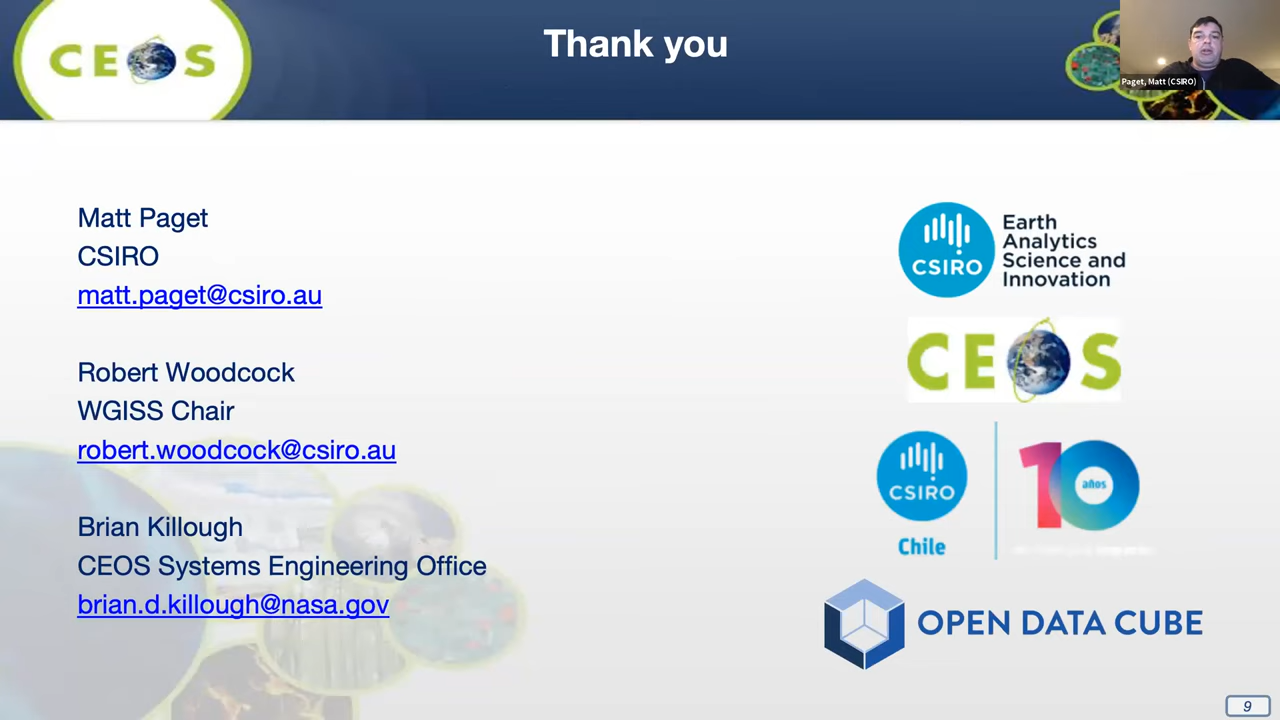 CEOS
Thank you
Paget, Matt (CSIRO)
Matt Paget
CSIRO
matt.paget@csiro.au
Robert Woodcock
WGISS Chair
robert.woodcock@csiro.au
Brian Killough
CEOS Systems Engineering Office
brian.d.killough@nasa.gov
CSIRO
Earth
Analytics
Science and
Innovation
CEOS
CSIRO
Chile
10
años
OPEN DATA CUBE
9